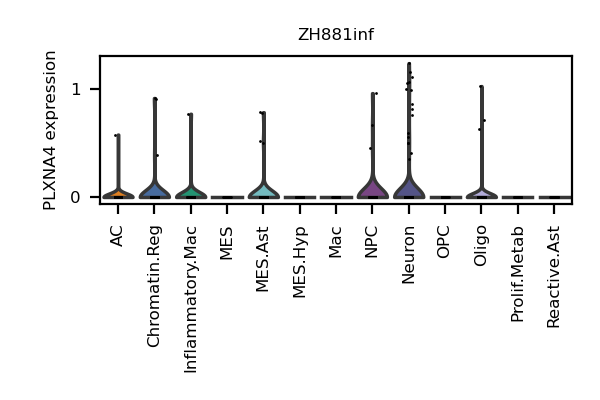 ZH881inf
PLXNA4 expression
1
0
AC
Chromatin.Reg
Inflammatory.Mac
MES
MES.Ast
MES.Hyp
Mac
NPC
Neuron
OPC
Oligo
Prolif.Metab
Reactive.Ast